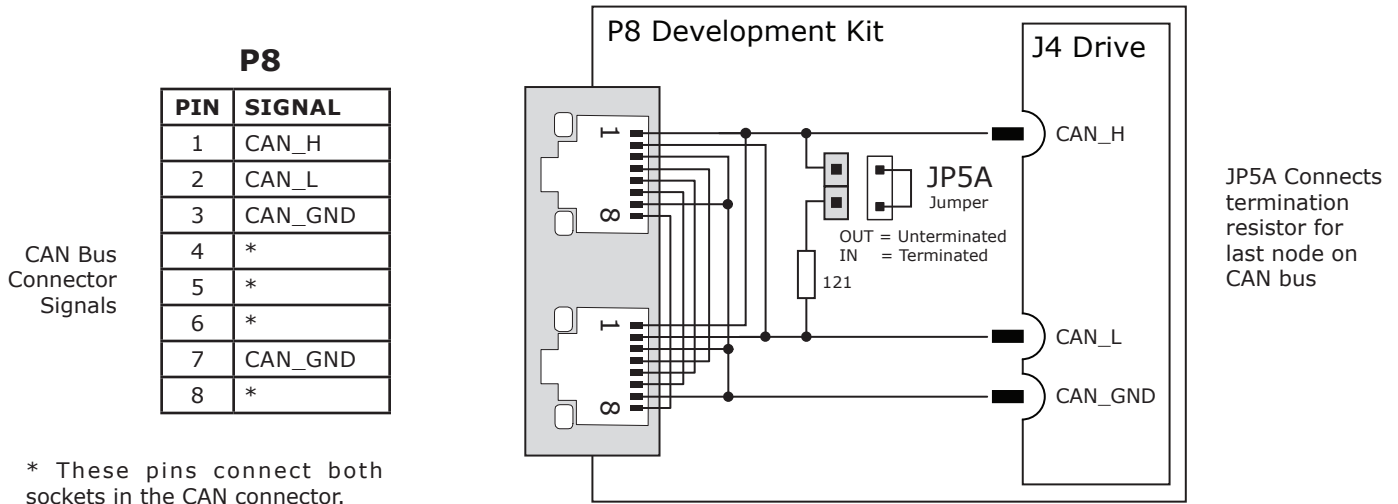 P8
PIN SIGNAL
1 CAN_H
2 CAN_L
3 CAN_GND
4 *
5 *
6 *
7 CAN_GND
8 *
CAN Bus
Connector
Signals
* These pins connect both
sockets in the CAN connector.
P8 Development Kit
J4 Drive
1
8
1
8
CAN_H
JP5A
Jumper
OUT = Unterminated
IN = Terminated
121
CAN_L
CAN_GND
JP5A Connects
termination
resistor for
last node on
CAN bus